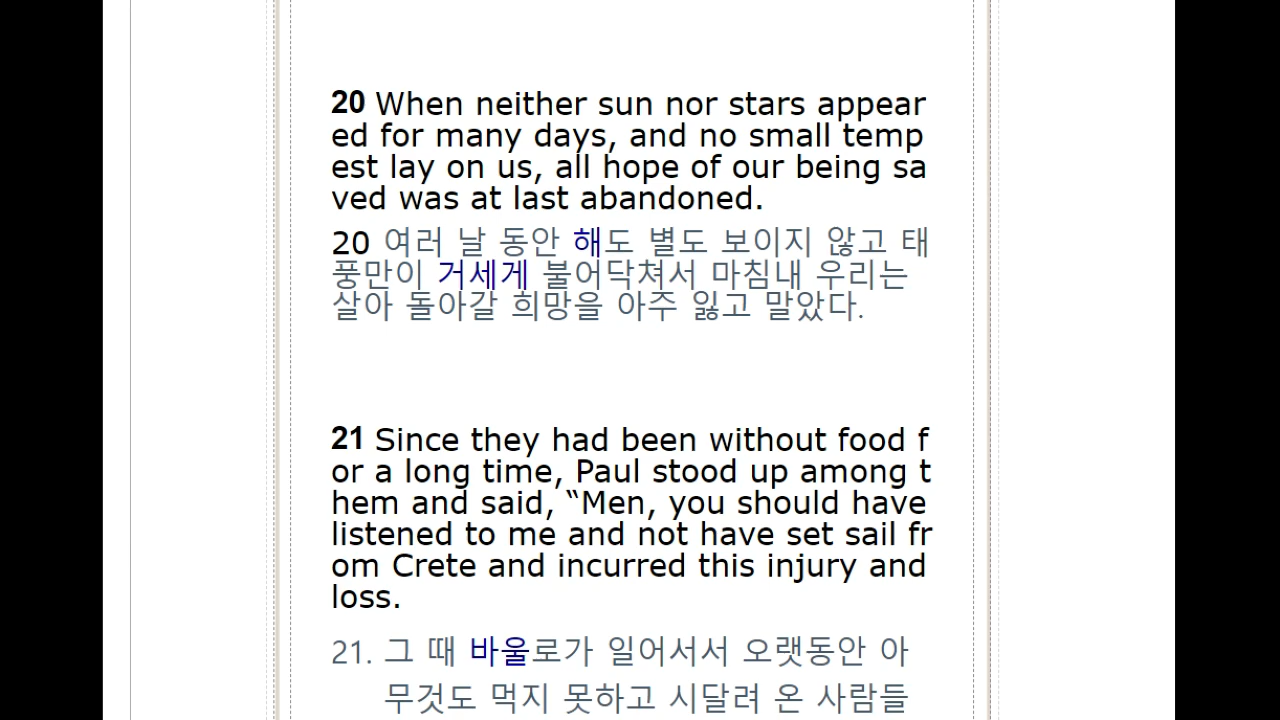 20 When neither sun nor stars appear
ed for many days, and no small temp
est lay on us, all hope of our being sa
ved was at last abandoned.
20 여러 날 동안 해도 별도 보이지 않고 태
풍만이 거세게 불어닥쳐서 마침내 우리는
살아 돌아갈 희망을 아주 잃고 말았다.
21 Since they had been without food f
or a long time, Paul stood up among t
hem and said, “Men, you should have
listened to me and not have set sail fr
om Crete and incurred this injury and
loss.
21. 그 때 바울로가 일어서서 오랫동안 아
무것도 먹지 못하고 시달려 온 사람들